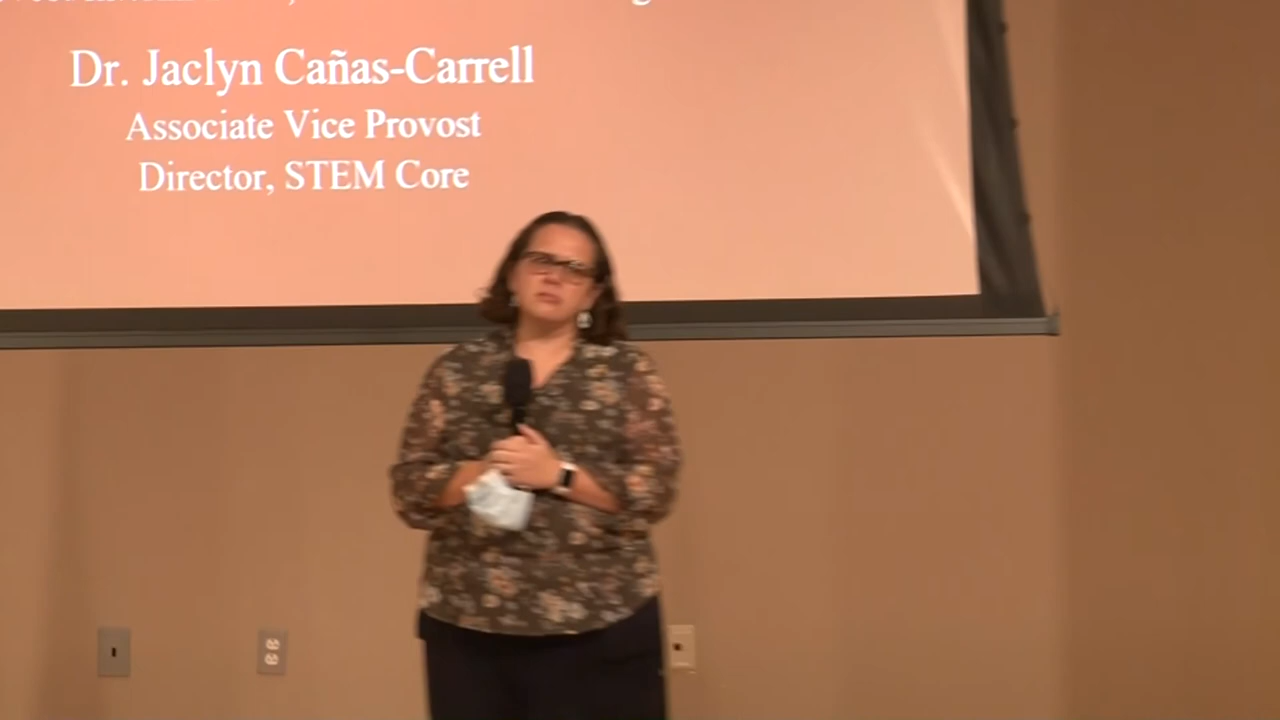 Dr. Jaclyn Cañas-Carrell
Associate Vice Provost
Director, STEM Core